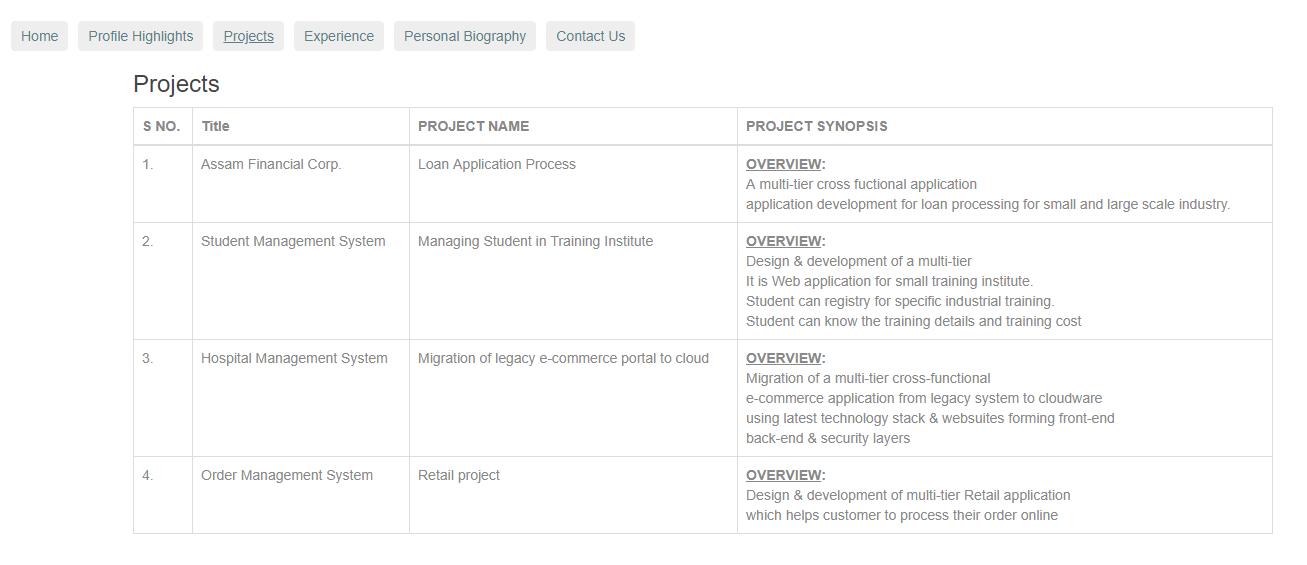 Home Profile Highlights Projects Experience Personal Biography Contact Us
Projects
S NO. Title PROJECT NAME PROJECT SYNOPSIS
1. Assam Financial Corp. Loan Application Process OVERVIEW:
A multi-tier cross fuctional application
application development for loan processing for small and large scale industry.
2. Student Management System Managing Student in Training Institute OVERVIEW:
Design & development of a multi-tier
It is Web application for small training institute.
Student can registry for specific industrial training.
Student can know the training details and training cost
3. Hospital Management System Migration of legacy e-commerce portal to cloud OVERVIEW:
Migration of a multi-tier cross-functional
e-commerce application from legacy system to cloudware
using latest technology stack & websuites forming front-end
back-end & security layers
4. Order Management System Retail project OVERVIEW:
Design & development of multi-tier Retail application
which helps customer to process their order online